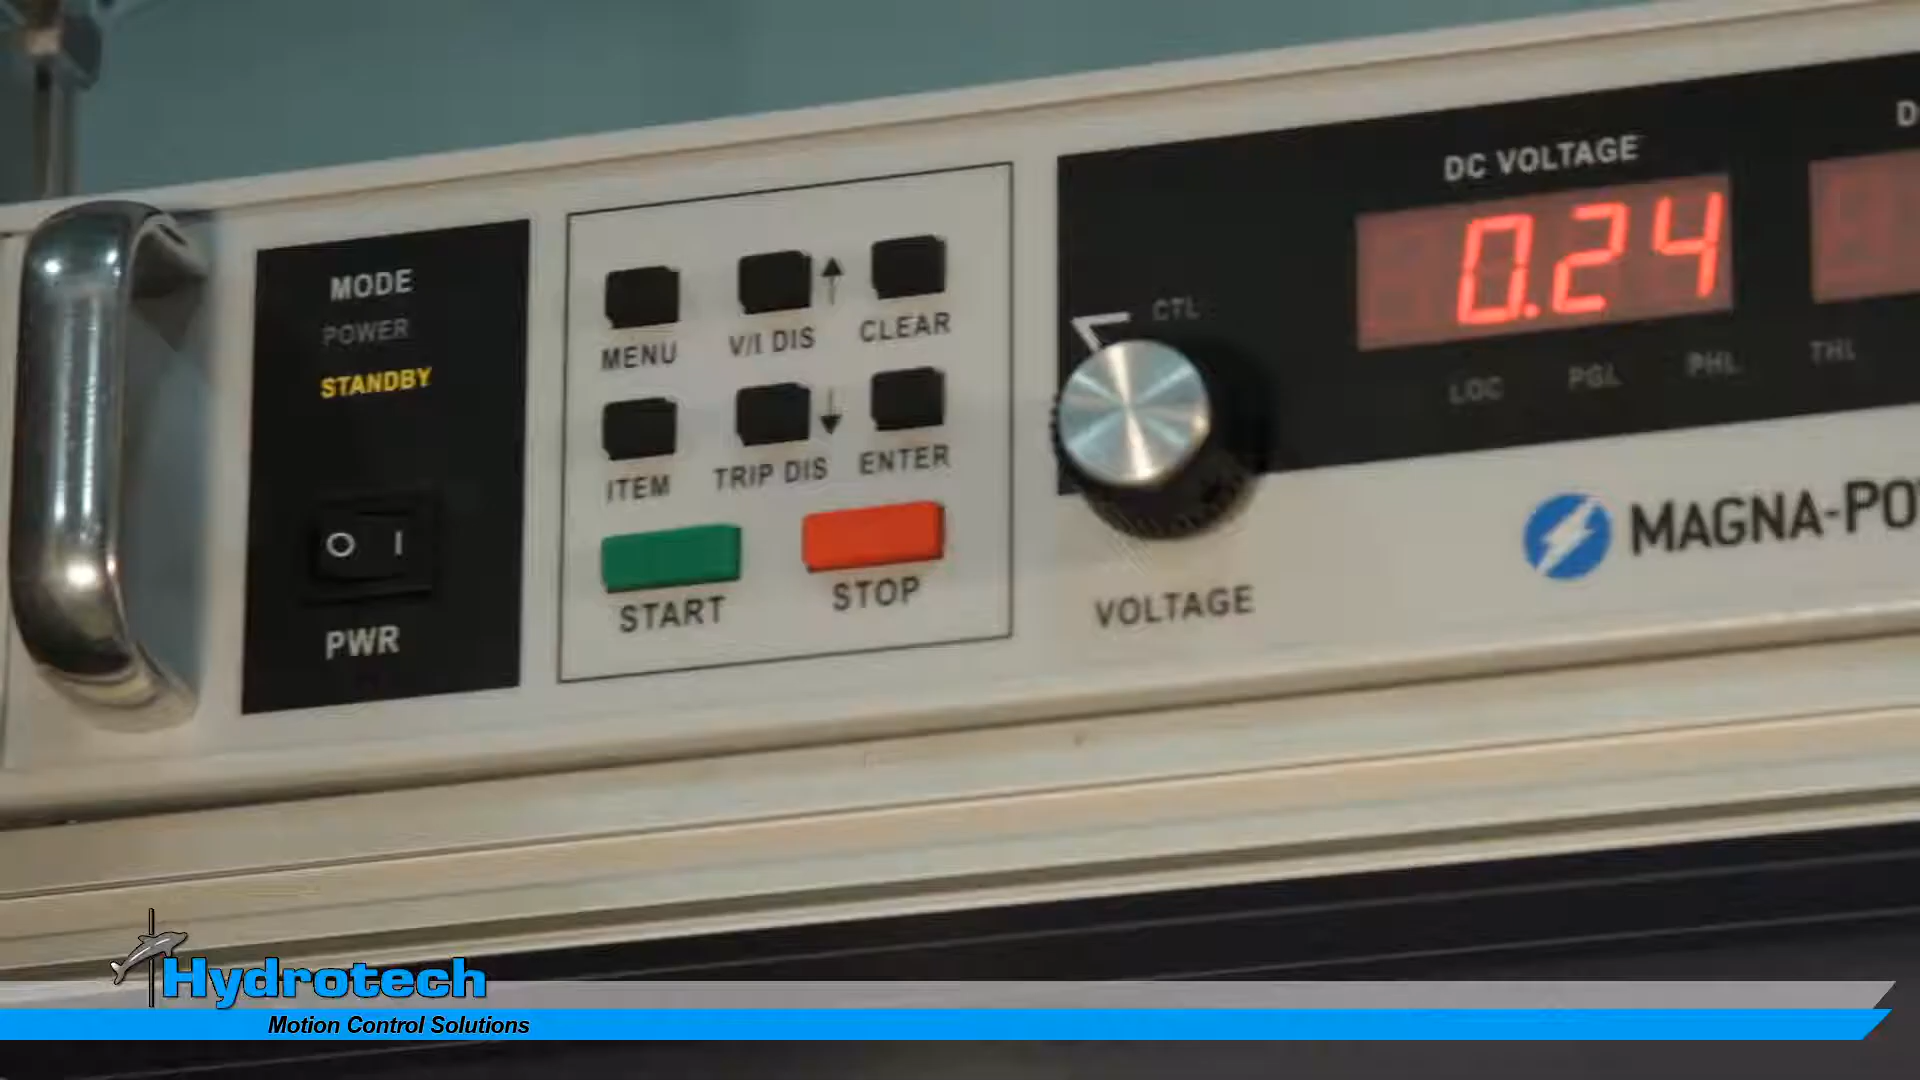 MODE
POWER
STANDBY
O I
PWR
MENU
V/I DIS
CLEAR
ITEM
TRIP DIS
ENTER
START
STOP
CTL
VOLTAGE
DC VOLTAGE
0.24
D
LOC PGL PHL THL
MAGNA-PO
Hydrotech
Motion Control Solutions